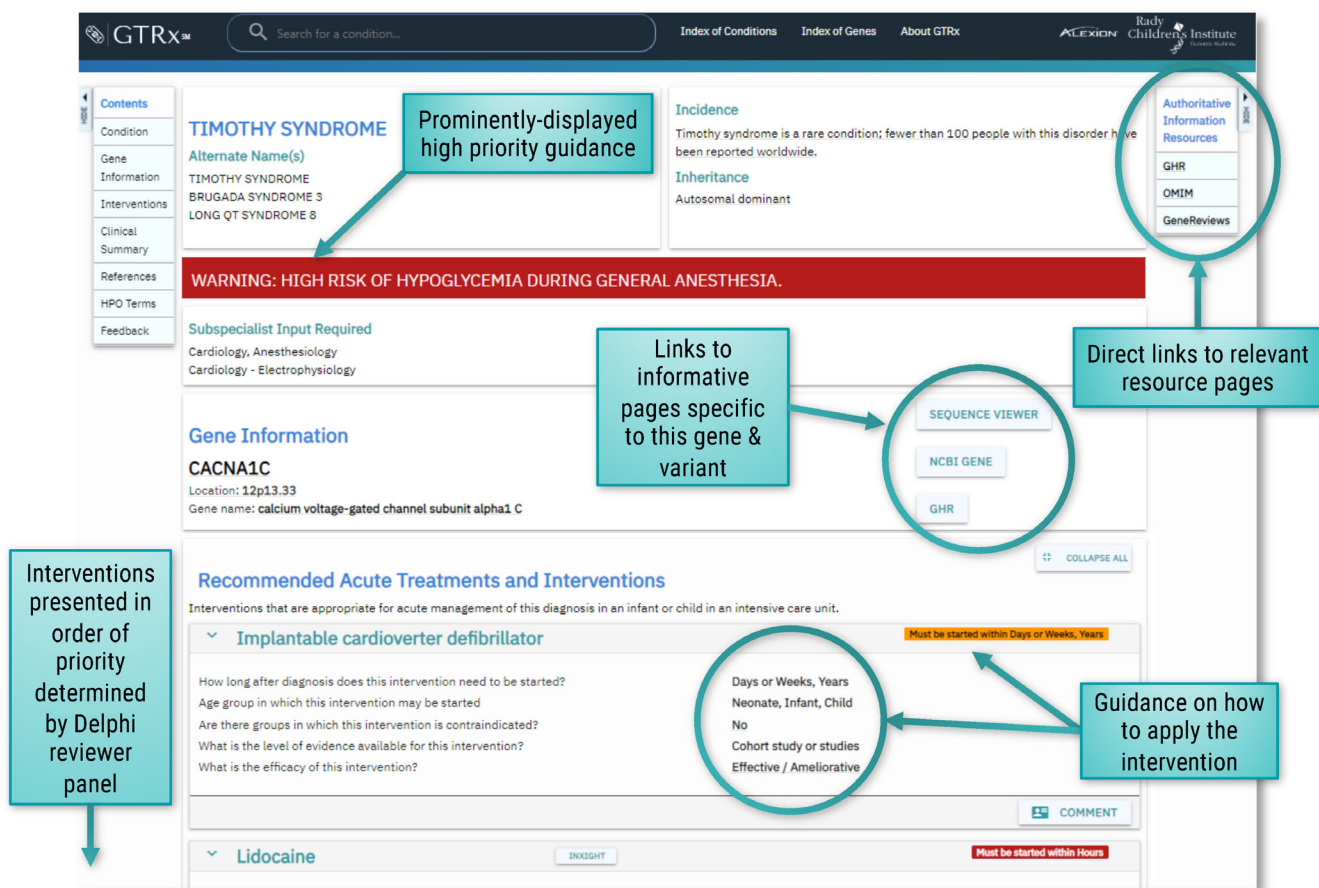 GTRx SM
Search for a condition...
Index of Conditions
Index of Genes
About GTRx
ALEXION
Rady
Children's Institute
Genomic Medicine
HIDE
Contents
Condition
Gene
Information
Interventions
Clinical
Summary
References
HPO Terms
Feedback
TIMOTHY SYNDROME
Alternate Name(s)
TIMOTHY SYNDROME
BRUGADA SYNDROME 3
LONG QT SYNDROME 8
Prominently-displayed
high priority guidance
Incidence
Timothy syndrome is a rare condition; fewer than 100 people with this disorder have
been reported worldwide.
Inheritance
Autosomal dominant
Authoritative
Information
Resources
GHR
OMIM
GeneReviews
HIDE
WARNING: HIGH RISK OF HYPOGLYCEMIA DURING GENERAL ANESTHESIA.
Subspecialist Input Required
Cardiology, Anesthesiology
Cardiology - Electrophysiology
Links to
informative
pages specific
to this gene &
variant
Direct links to relevant
resource pages
Gene Information
CACNA1C
Location: 12p13.33
Gene name: calcium voltage-gated channel subunit alpha1 C
SEQUENCE VIEWER
NCBI GENE
GHR
Interventions
presented in
order of
priority
determined
by Delphi
reviewer
panel
COLLAPSE ALL
Recommended Acute Treatments and Interventions
Interventions that are appropriate for acute management of this diagnosis in an infant or child in an intensive care unit.
Implantable cardioverter defibrillator
Must be started within Days or Weeks, Years
How long after diagnosis does this intervention need to be started? Days or Weeks, Years
Age group in which this intervention may be started Neonate, Infant, Child
Are there groups in which this intervention is contraindicated? No
What is the level of evidence available for this intervention? Cohort study or studies
What is the efficacy of this intervention? Effective / Ameliorative
Guidance on how
to apply the
intervention
COMMENT
Lidocaine
INXIGHT
Must be started within Hours